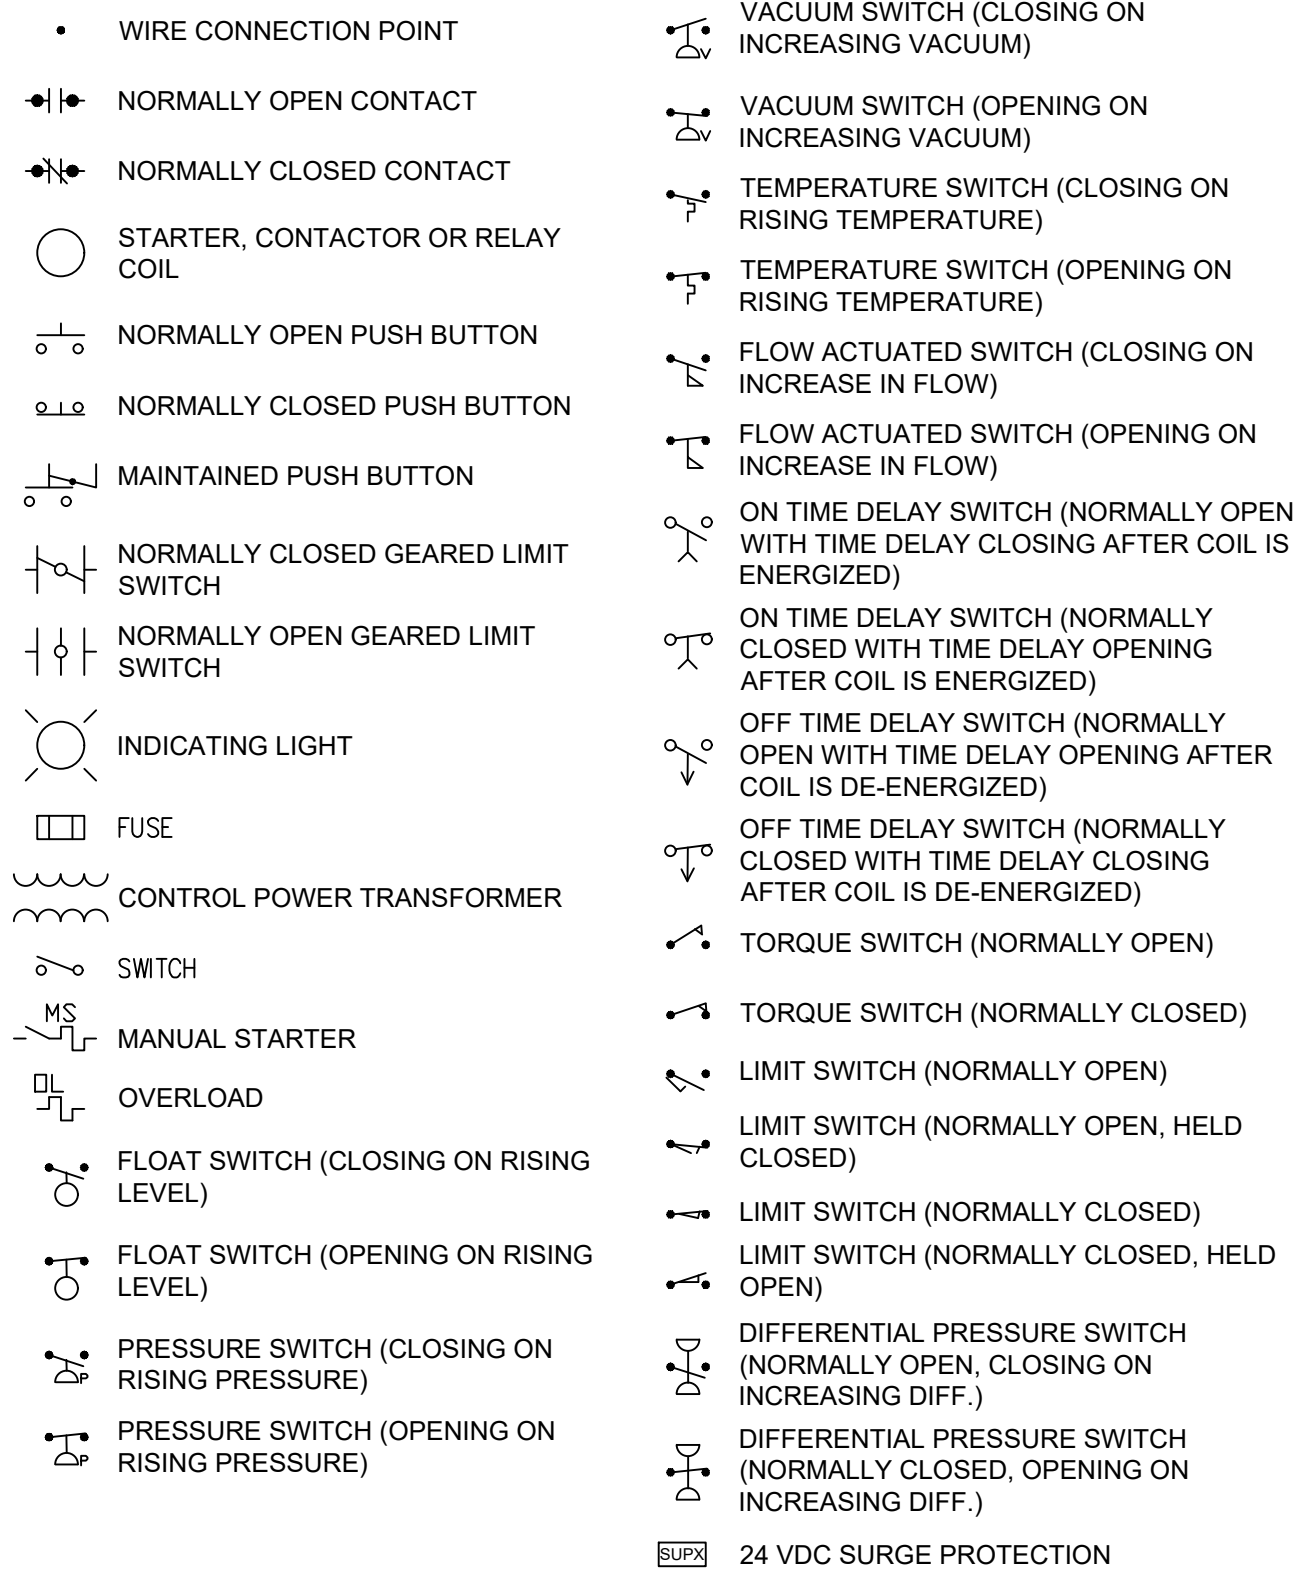 WIRE CONNECTION POINT
NORMALLY OPEN CONTACT
NORMALLY CLOSED CONTACT
STARTER, CONTACTOR OR RELAY
COIL
NORMALLY OPEN PUSH BUTTON
NORMALLY CLOSED PUSH BUTTON
MAINTAINED PUSH BUTTON
NORMALLY CLOSED GEARED LIMIT
SWITCH
NORMALLY OPEN GEARED LIMIT
SWITCH
INDICATING LIGHT
FUSE
CONTROL POWER TRANSFORMER
SWITCH
MS
MANUAL STARTER
OL
OVERLOAD
FLOAT SWITCH (CLOSING ON RISING
LEVEL)
FLOAT SWITCH (OPENING ON RISING
LEVEL)
PRESSURE SWITCH (CLOSING ON
RISING PRESSURE)
P
PRESSURE SWITCH (OPENING ON
RISING PRESSURE)
P
VACUUM SWITCH (CLOSING ON
INCREASING VACUUM)
V
VACUUM SWITCH (OPENING ON
INCREASING VACUUM)
V
TEMPERATURE SWITCH (CLOSING ON
RISING TEMPERATURE)
TEMPERATURE SWITCH (OPENING ON
RISING TEMPERATURE)
FLOW ACTUATED SWITCH (CLOSING ON
INCREASE IN FLOW)
FLOW ACTUATED SWITCH (OPENING ON
INCREASE IN FLOW)
ON TIME DELAY SWITCH (NORMALLY OPEN
WITH TIME DELAY CLOSING AFTER COIL IS
ENERGIZED)
ON TIME DELAY SWITCH (NORMALLY
CLOSED WITH TIME DELAY OPENING
AFTER COIL IS ENERGIZED)
OFF TIME DELAY SWITCH (NORMALLY
OPEN WITH TIME DELAY OPENING AFTER
COIL IS DE-ENERGIZED)
OFF TIME DELAY SWITCH (NORMALLY
CLOSED WITH TIME DELAY CLOSING
AFTER COIL IS DE-ENERGIZED)
TORQUE SWITCH (NORMALLY OPEN)
TORQUE SWITCH (NORMALLY CLOSED)
LIMIT SWITCH (NORMALLY OPEN)
LIMIT SWITCH (NORMALLY OPEN, HELD
CLOSED)
LIMIT SWITCH (NORMALLY CLOSED)
LIMIT SWITCH (NORMALLY CLOSED, HELD
OPEN)
DIFFERENTIAL PRESSURE SWITCH
(NORMALLY OPEN, CLOSING ON
INCREASING DIFF.)
DIFFERENTIAL PRESSURE SWITCH
(NORMALLY CLOSED, OPENING ON
INCREASING DIFF.)
SUPX
24 VDC SURGE PROTECTION